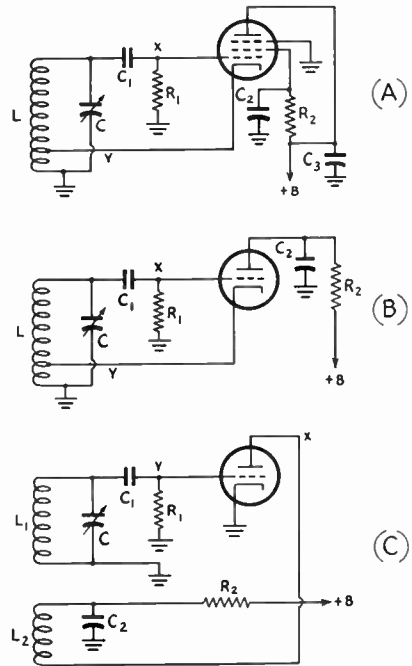 C1 X
L C R1
Y
C2 R2
+B C3
(A)
C1 X
L C R1
Y
C2 R2
+B
(B)
X
C1 Y
L1 C R1
R2 +B
L2 C2
(C)